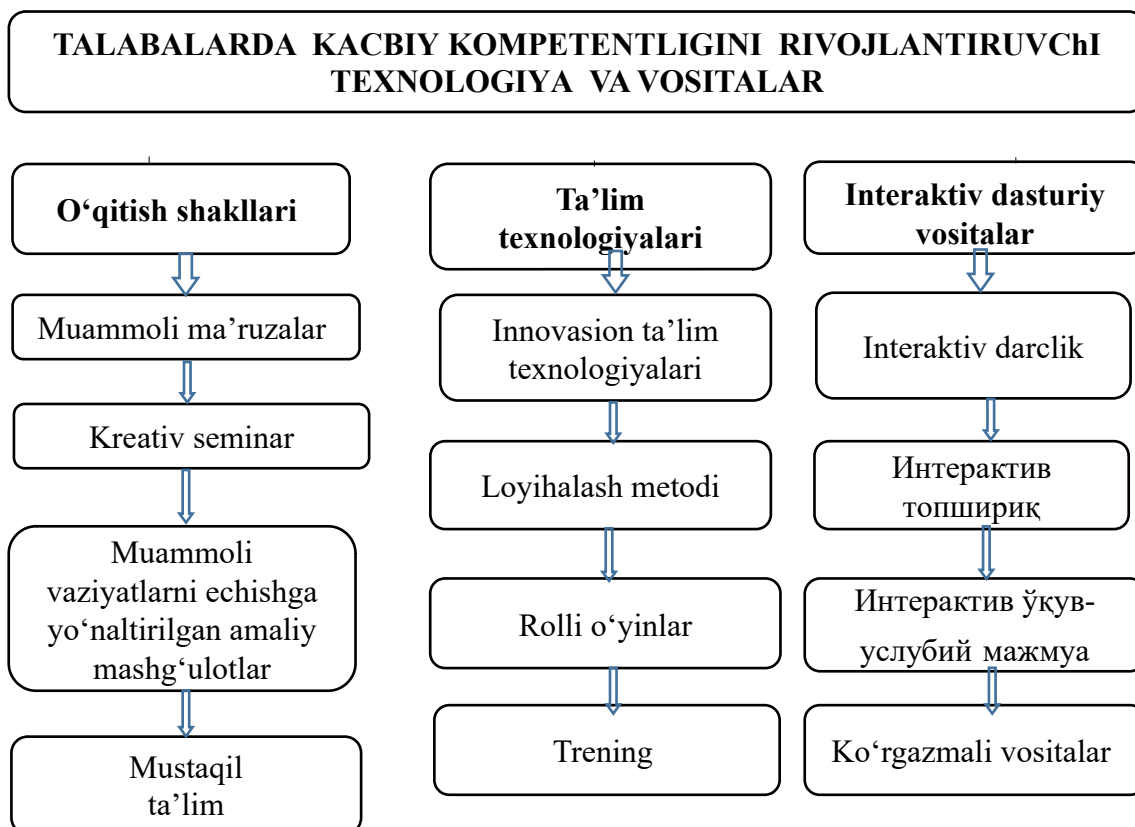 TALABALARDA KACBIY KOMPETENTLIGINI RIVOJLANTIRUVChI
TEXNOLOGIYA VA VOSITALAR
O‘qitish shakllari
Muammoli ma’ruzalar
Kreativ seminar
Muammoli
vaziyatlarni echishga
yo‘naltirilgan amaliy
mashg‘ulotlar
Mustaqil
ta’lim
Ta’lim
texnologiyalari
Innovasion ta’lim
texnologiyalari
Loyihalash metodi
Rolli o‘yinlar
Trening
Interaktiv dasturiy
vositalar
Interaktiv darclik
Интерактив
топшириқ
Интерактив ўқув-
услубий мажмуа
Ko‘rgazmali vositalar